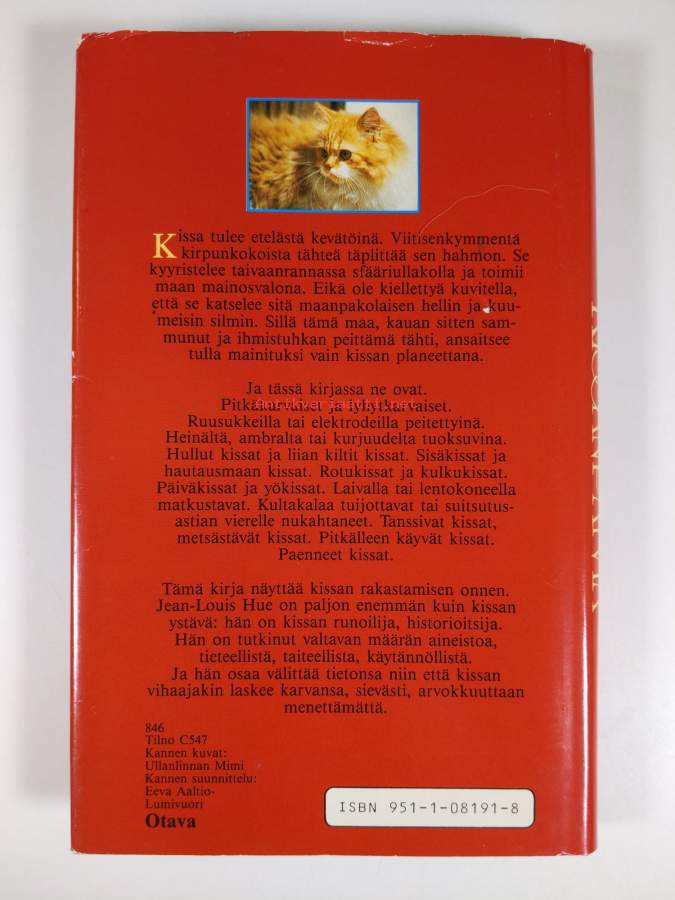 Kissa tulee etelästä kevätöinä. Viitisenkymmentä
kirpunkokoista tähteä täplittää sen hahmon. Se
kyyristelee taivaanrannassa sfääriullakolla ja toimii
maan mainosvalona. Eikä ole kiellettyä kuvitella,
että se katselee sitä maanpakolaisen hellin ja kuu-
meisin silmin. Sillä tämä maa, kauan sitten sam-
munut ja ihmistuhkan peittämä tähti, ansaitsee
tulla mainituksi vain kissan planeettana.
Ja tässä kirjassa ne ovat.
Pitkäkarvaiset ja lyhytkarvaiset.
Ruusukkeilla tai elektrodeilla peitettyinä.
Heinältä, ambralta tai kurjuudelta tuoksuvina.
Hullut kissat ja liian kiltit kissat. Sisäkissat ja
hautausmaan kissat. Rotukissat ja kulkukissat.
Päiväkissat ja yökissat. Laivalla tai lentokoneella
matkustavat. Kultakalaa tuijottavat tai suitsutus-
astian vierelle nukahtaneet. Tanssivat kissat,
metsästävät kissat. Pitkälleen käyvät kissat.
Paenneet kissat.
Tämä kirja näyttää kissan rakastamisen onnen.
Jean-Louis Hue on paljon enemmän kuin kissan
ystävä: hän on kissan runoilija, historioitsija.
Hän on tutkinut valtavan määrän aineistoa,
tieteellistä, taiteellista, käytännöllistä.
Ja hän osaa välittää tietonsa niin että kissan
vihaajakin laskee karvansa, sievästi, arvokkuuttaan
menettämättä.
846
Tilno C547
Kannen kuvat:
Ullanlinnan Mimi
Kannen suunnittelu:
Eeva Aaltio-
Lumivuori
Otava
ISBN 951-1-08191-8